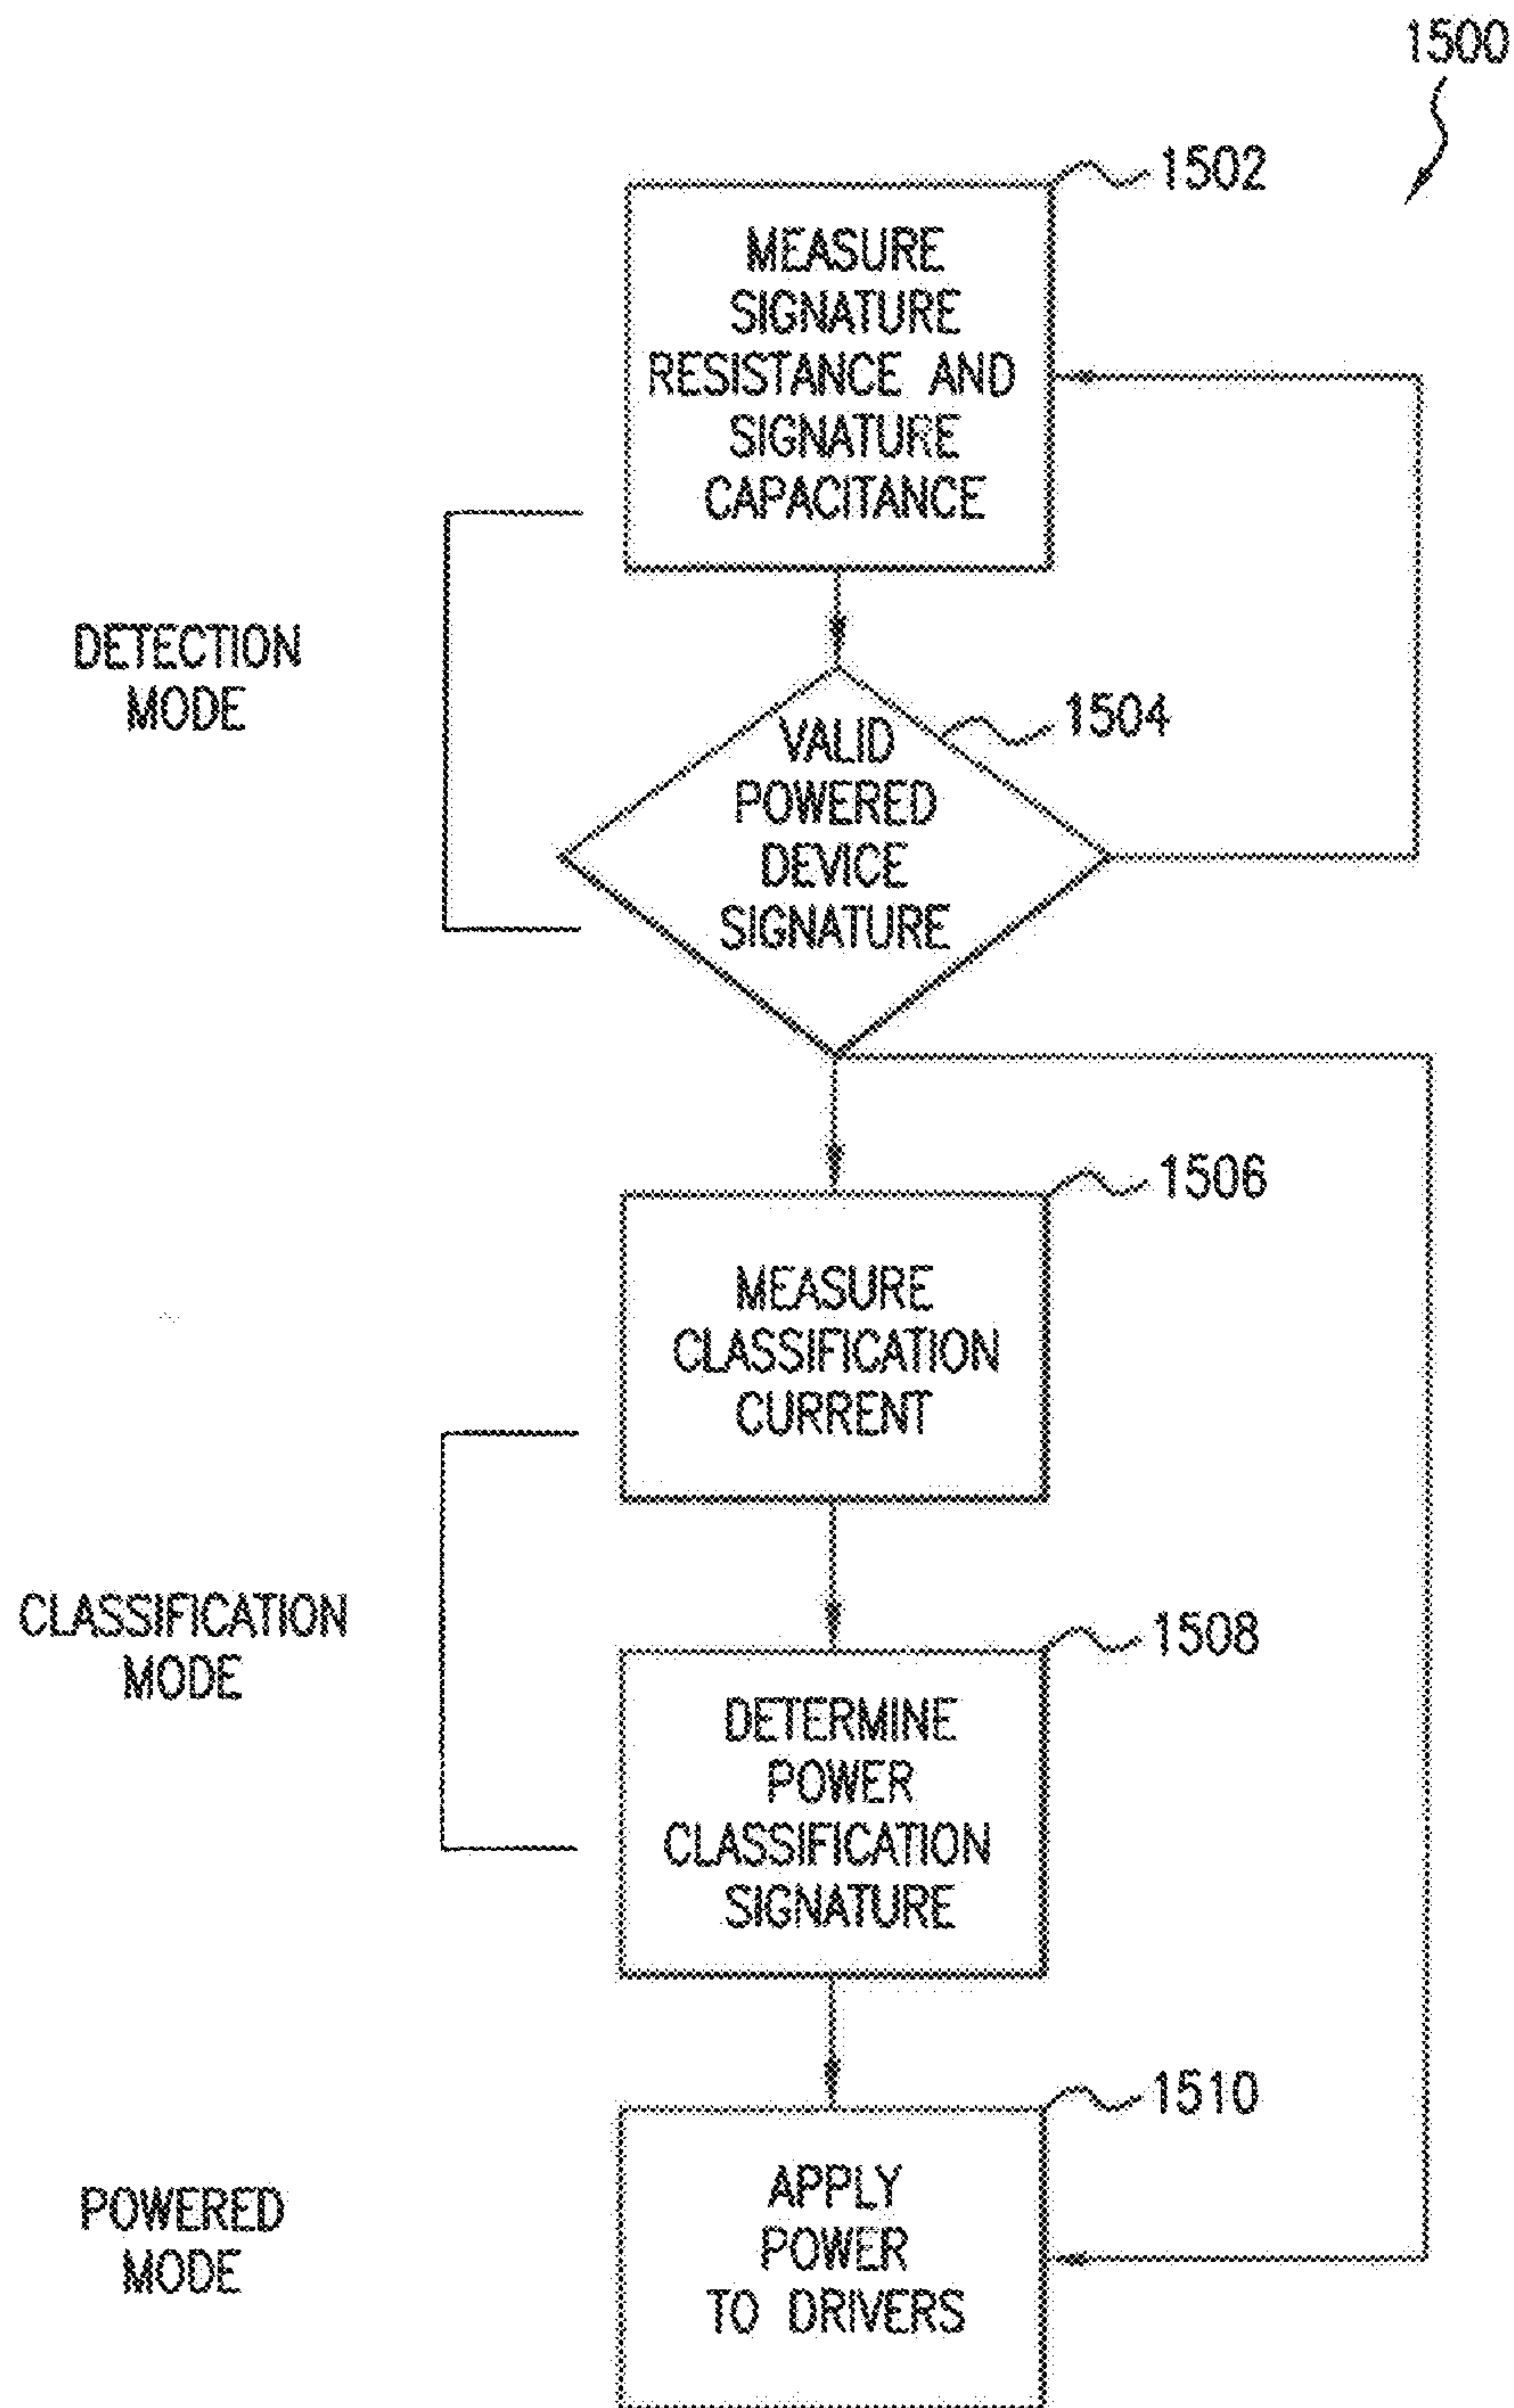 1500
1502
MEASURE
SIGNATURE
RESISTANCE AND
SIGNATURE
CAPACITANCE
DETECTION
MODE
1504
VALID
POWERED
DEVICE
SIGNATURE
1506
MEASURE
CLASSIFICATION
CURRENT
CLASSIFICATION
MODE
1508
DETERMINE
POWER
CLASSIFICATION
SIGNATURE
1510
APPLY
POWER
TO DRIVERS
POWERED
MODE